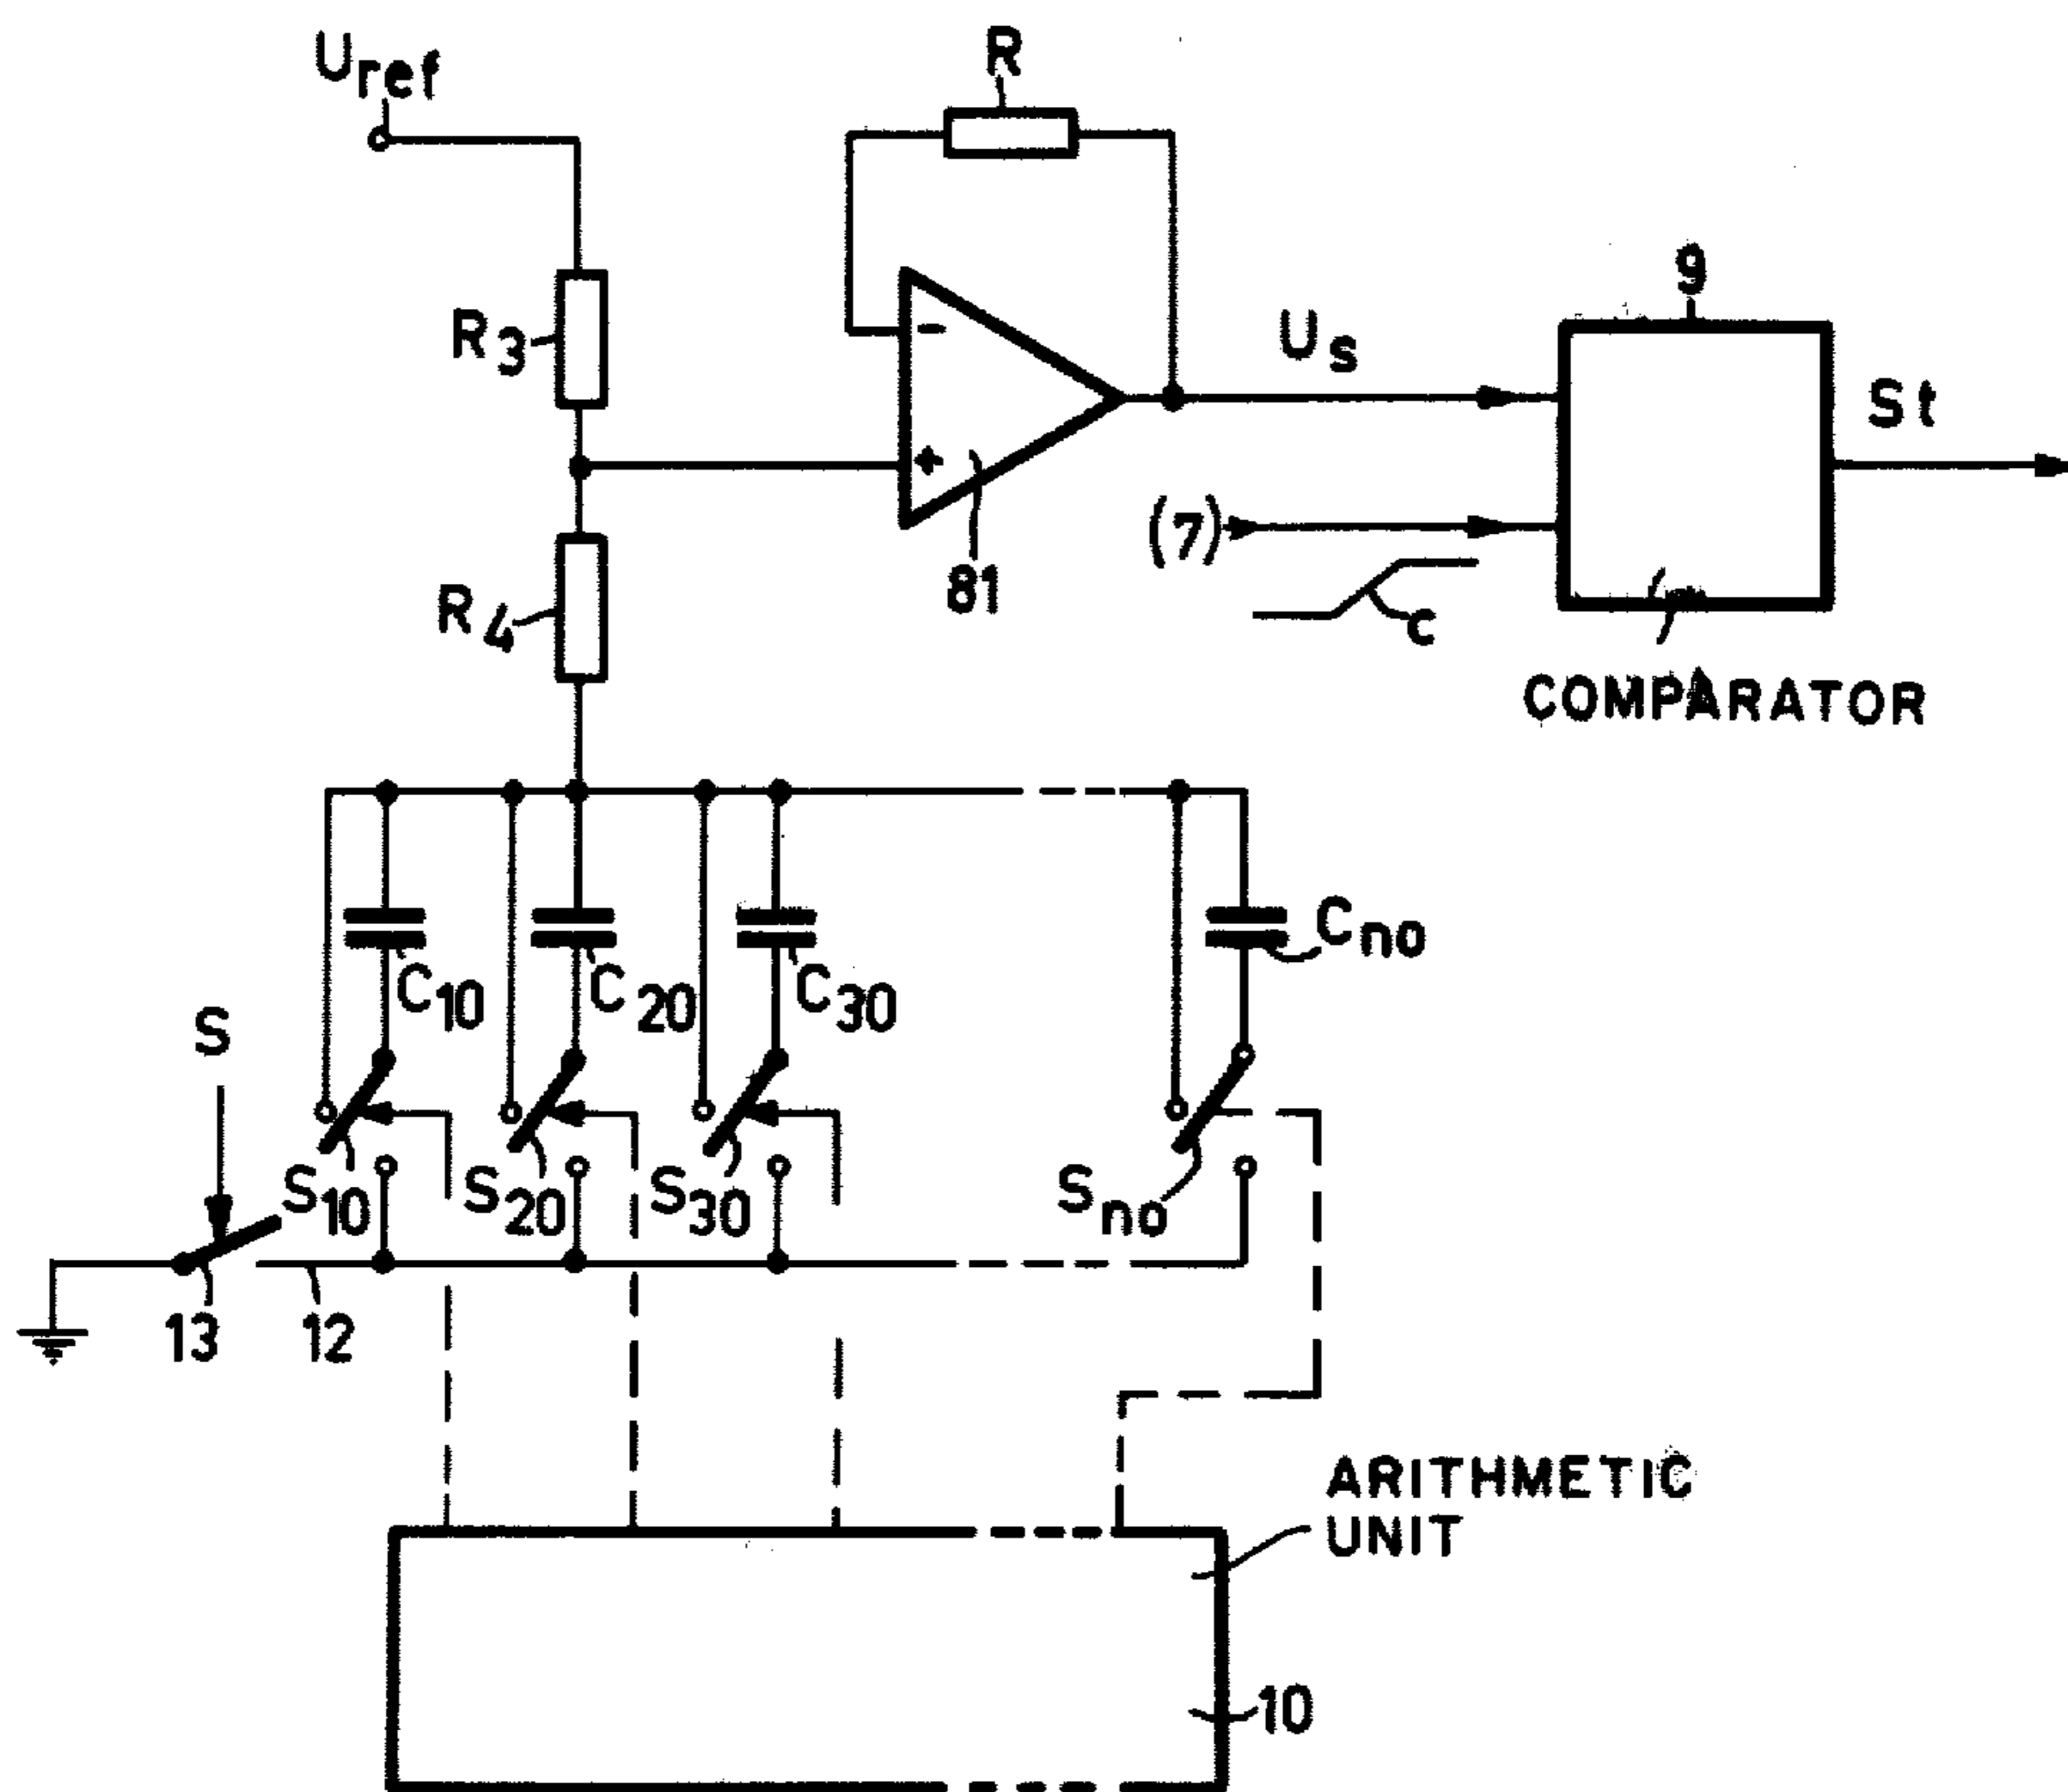 Uref
R
R3
- 
Us
9
St
+
(7)
81
R4
c
COMPARATOR
Cno
C10
C20
C30
S
S10
S20
S30
Sno
13
12
ARITHMETIC
UNIT
10